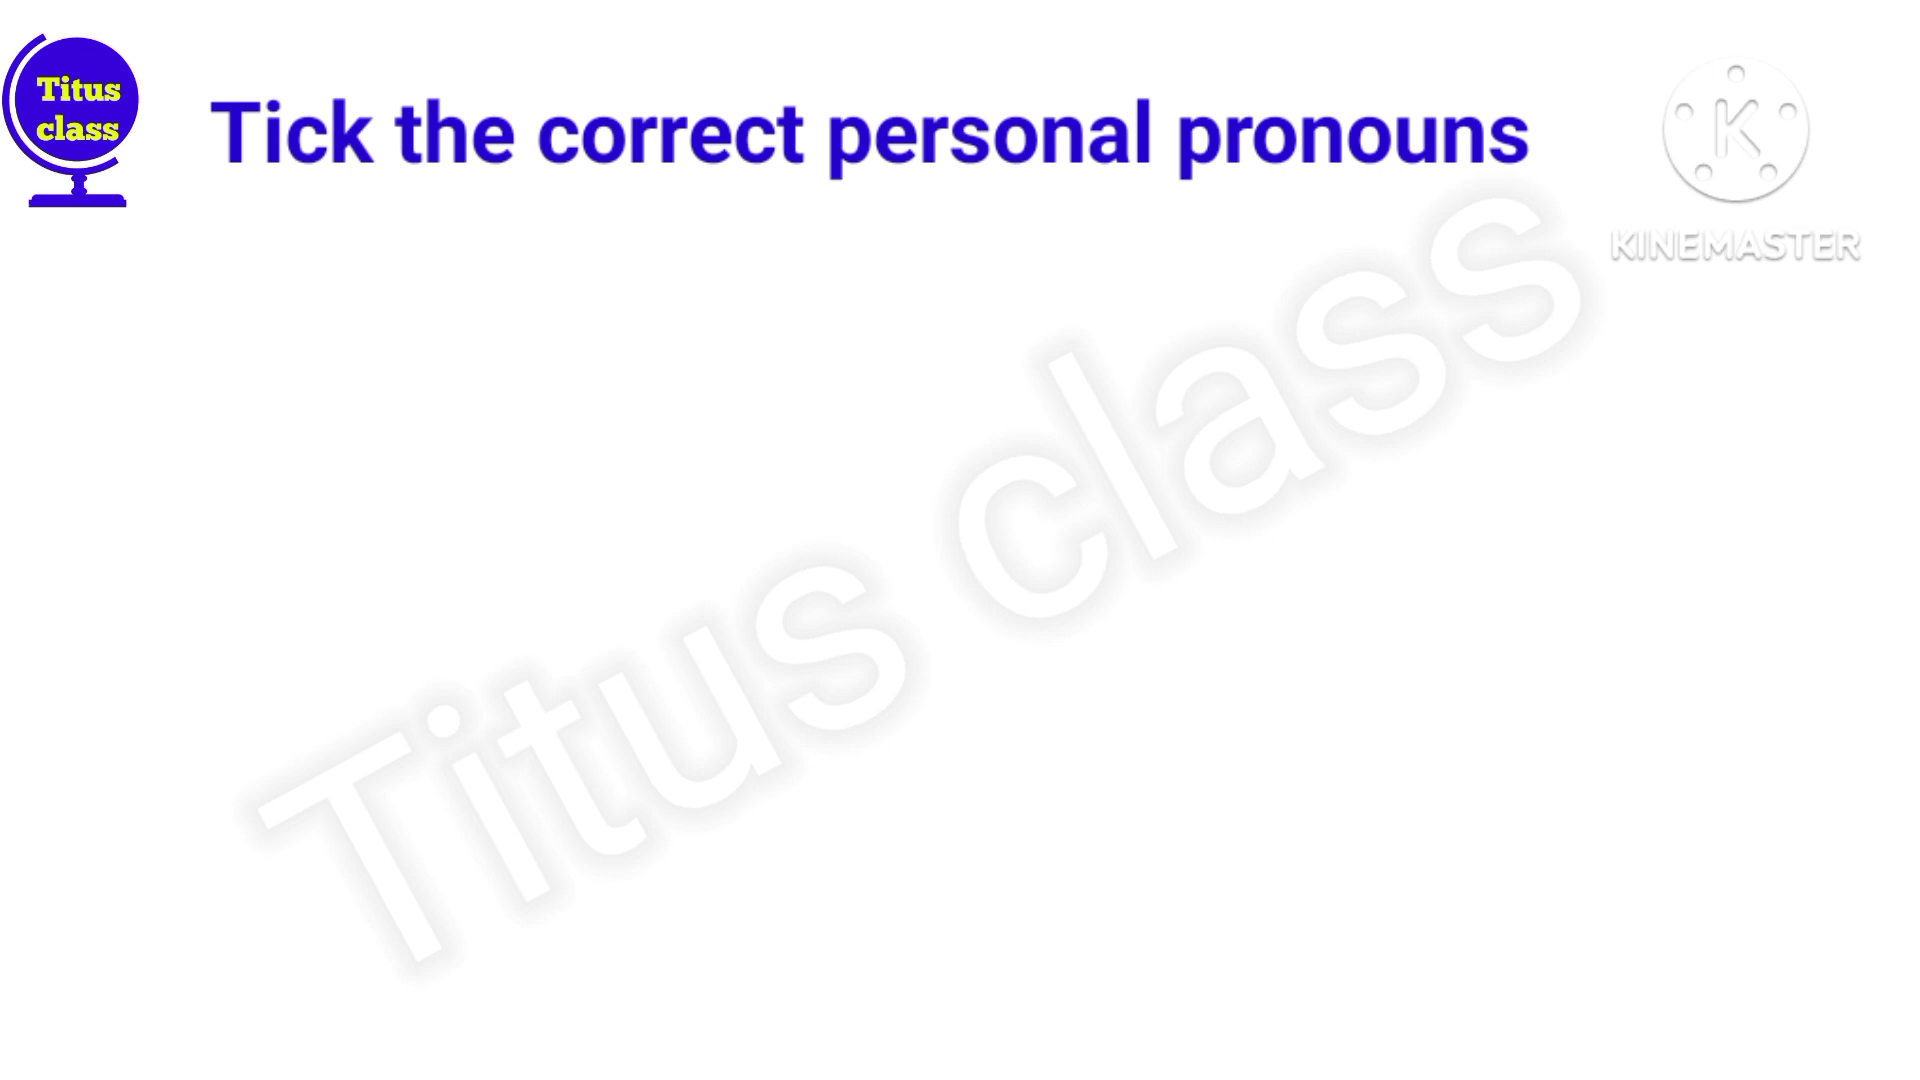 Titus
class
Tick the correct personal pronouns
K
KINEMASTER
Titus class